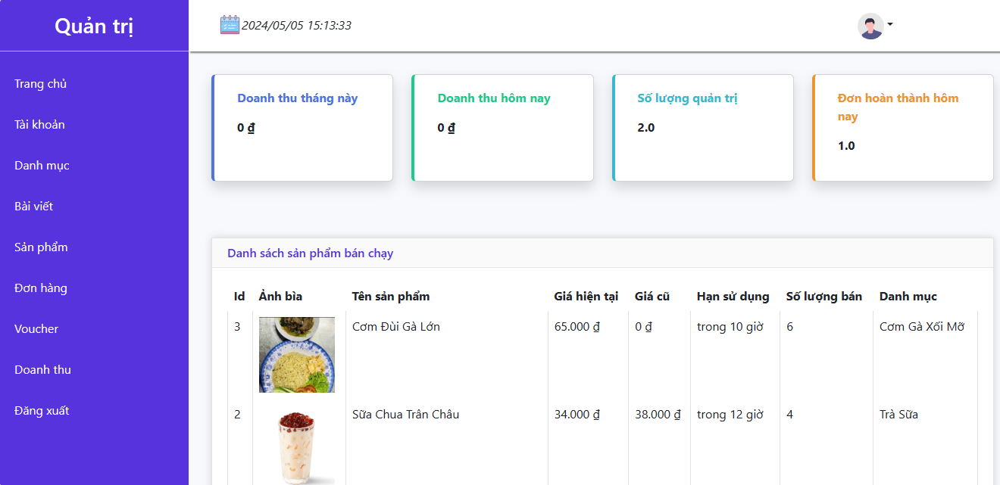 Quản trị
2024/05/05 15:13:33
Trang chủ
Tài khoản
Danh mục
Bài viết
Sản phẩm
Đơn hàng
Voucher
Doanh thu
Đăng xuất
Doanh thu tháng này
0 ₫
Doanh thu hôm nay
0 ₫
Số lượng quản trị
2.0
Đơn hoàn thành hôm
nay
1.0
Danh sách sản phẩm bán chạy
Id Ảnh bìa Tên sản phẩm Giá hiện tại Giá cũ Hạn sử dụng Số lượng bán Danh mục
3 Cơm Đùi Gà Lớn 65.000 ₫ 0 ₫ trong 10 giờ 6 Cơm Gà Xối Mỡ
2 Sữa Chua Trân Châu 34.000 ₫ 38.000 ₫ trong 12 giờ 4 Trà Sữa